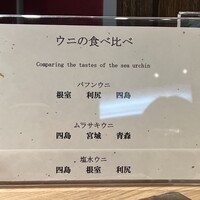 ウニの食べ比べ
Comparing the tastes of the sea urchin
バフンウニ
根室 利尻 四島
ムラサキウニ
四島 宮城 青森
塩水ウニ
四島 根室 利尻